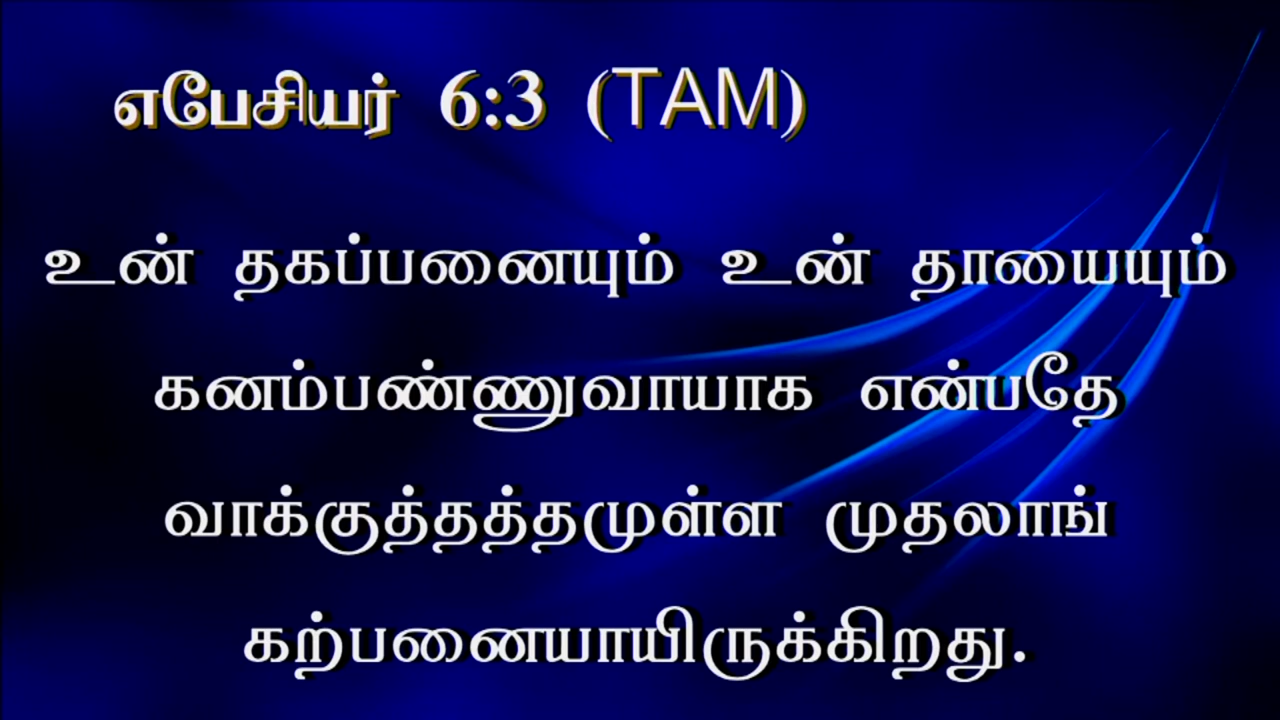 எபேசியர் 6:3 (TAM)
உன் தகப்பனையும் உன் தாயையும்
கனம்பண்ணுவாயாக என்பதே
வாக்குத்தத்தமுள்ள முதலாங்
கற்பனையாயிருக்கிறது.